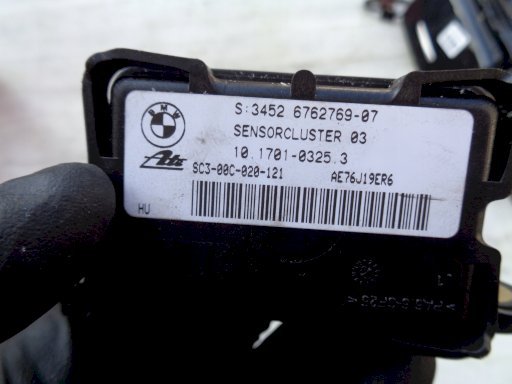 BMW
S:3452 6762769-07
SENSORCLUSTER 03
10.1701-0325.3
Ate
SC3-00C-020-121 AE76J19ER6
HU